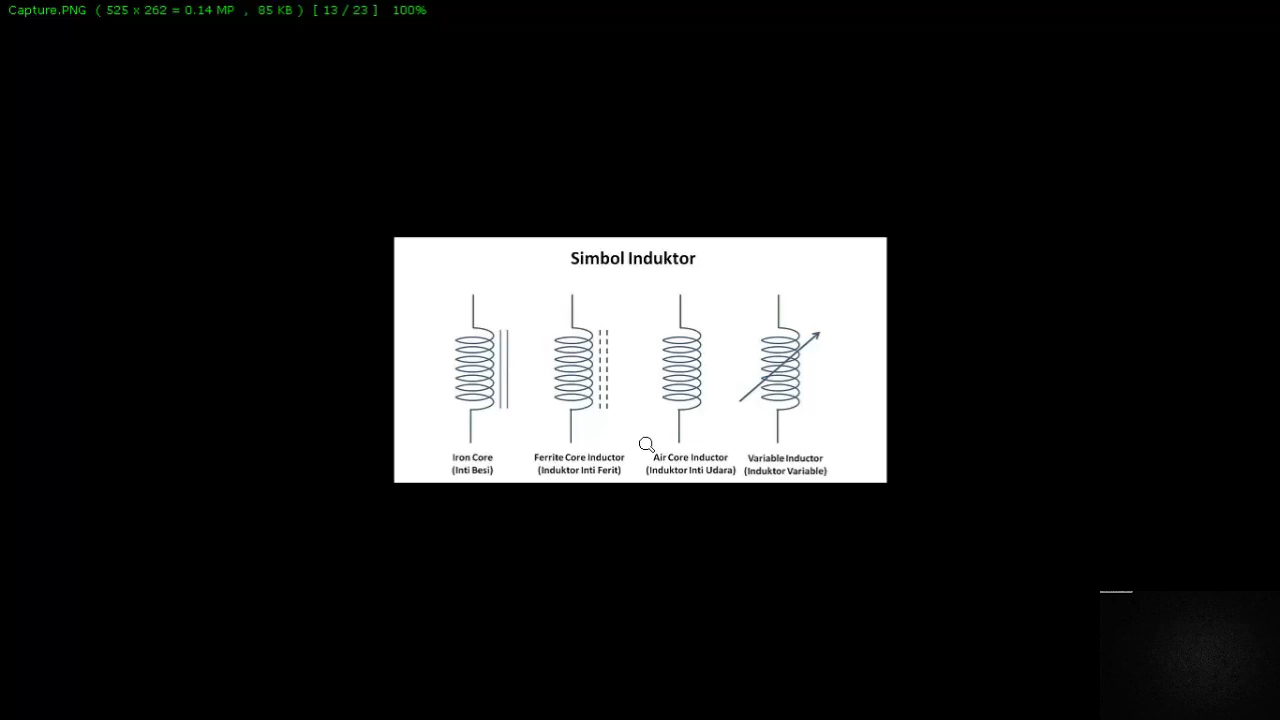 Capture.PNG ( 525 x 262 = 0.14 MP , 85 KB ) [ 13 / 23 ] 100%
Simbol Induktor
Iron Core
(Inti Besi)
Ferrite Core Inductor
(Induktor Inti Ferit)
Air Core Inductor
(Induktor Inti Udara)
Variable Inductor
(Induktor Variable)